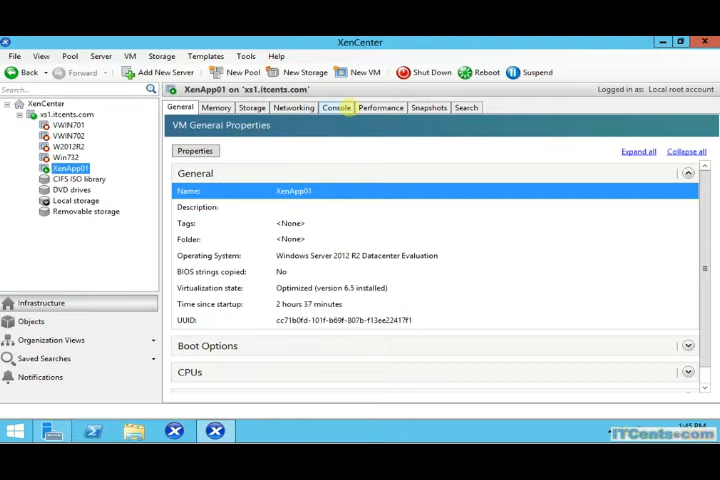 XenCenter
File View Pool Server VM Storage Templates Tools Help
Back Forward Add New Server New Pool New Storage New VM Shut Down Reboot Suspend
Search...
XenApp01 on 'xs1.itcents.com'
Logged in as: Local root account
General Memory Storage Networking Console Performance Snapshots Search
XenCenter
xs1.itcents.com
VWIN701
VWIN702
W2012R2
Win732
XenApp01
CIFS ISO library
DVD drives
Local storage
Removable storage
VM General Properties
Properties
Expand all Collapse all
General
Name: XenApp01
Description:
Tags: <None>
Folder: <None>
Operating System: Windows Server 2012 R2 Datacenter Evaluation
BIOS strings copied: No
Virtualization state: Optimized (version 6.5 installed)
Time since startup: 2 hours 37 minutes
UUID: cc71b0fd-101f-b69f-807b-f13ee22417f1
Boot Options
CPUs
Infrastructure
Objects
Organization Views
Saved Searches
Notifications
1:45 PM
ITCents.com